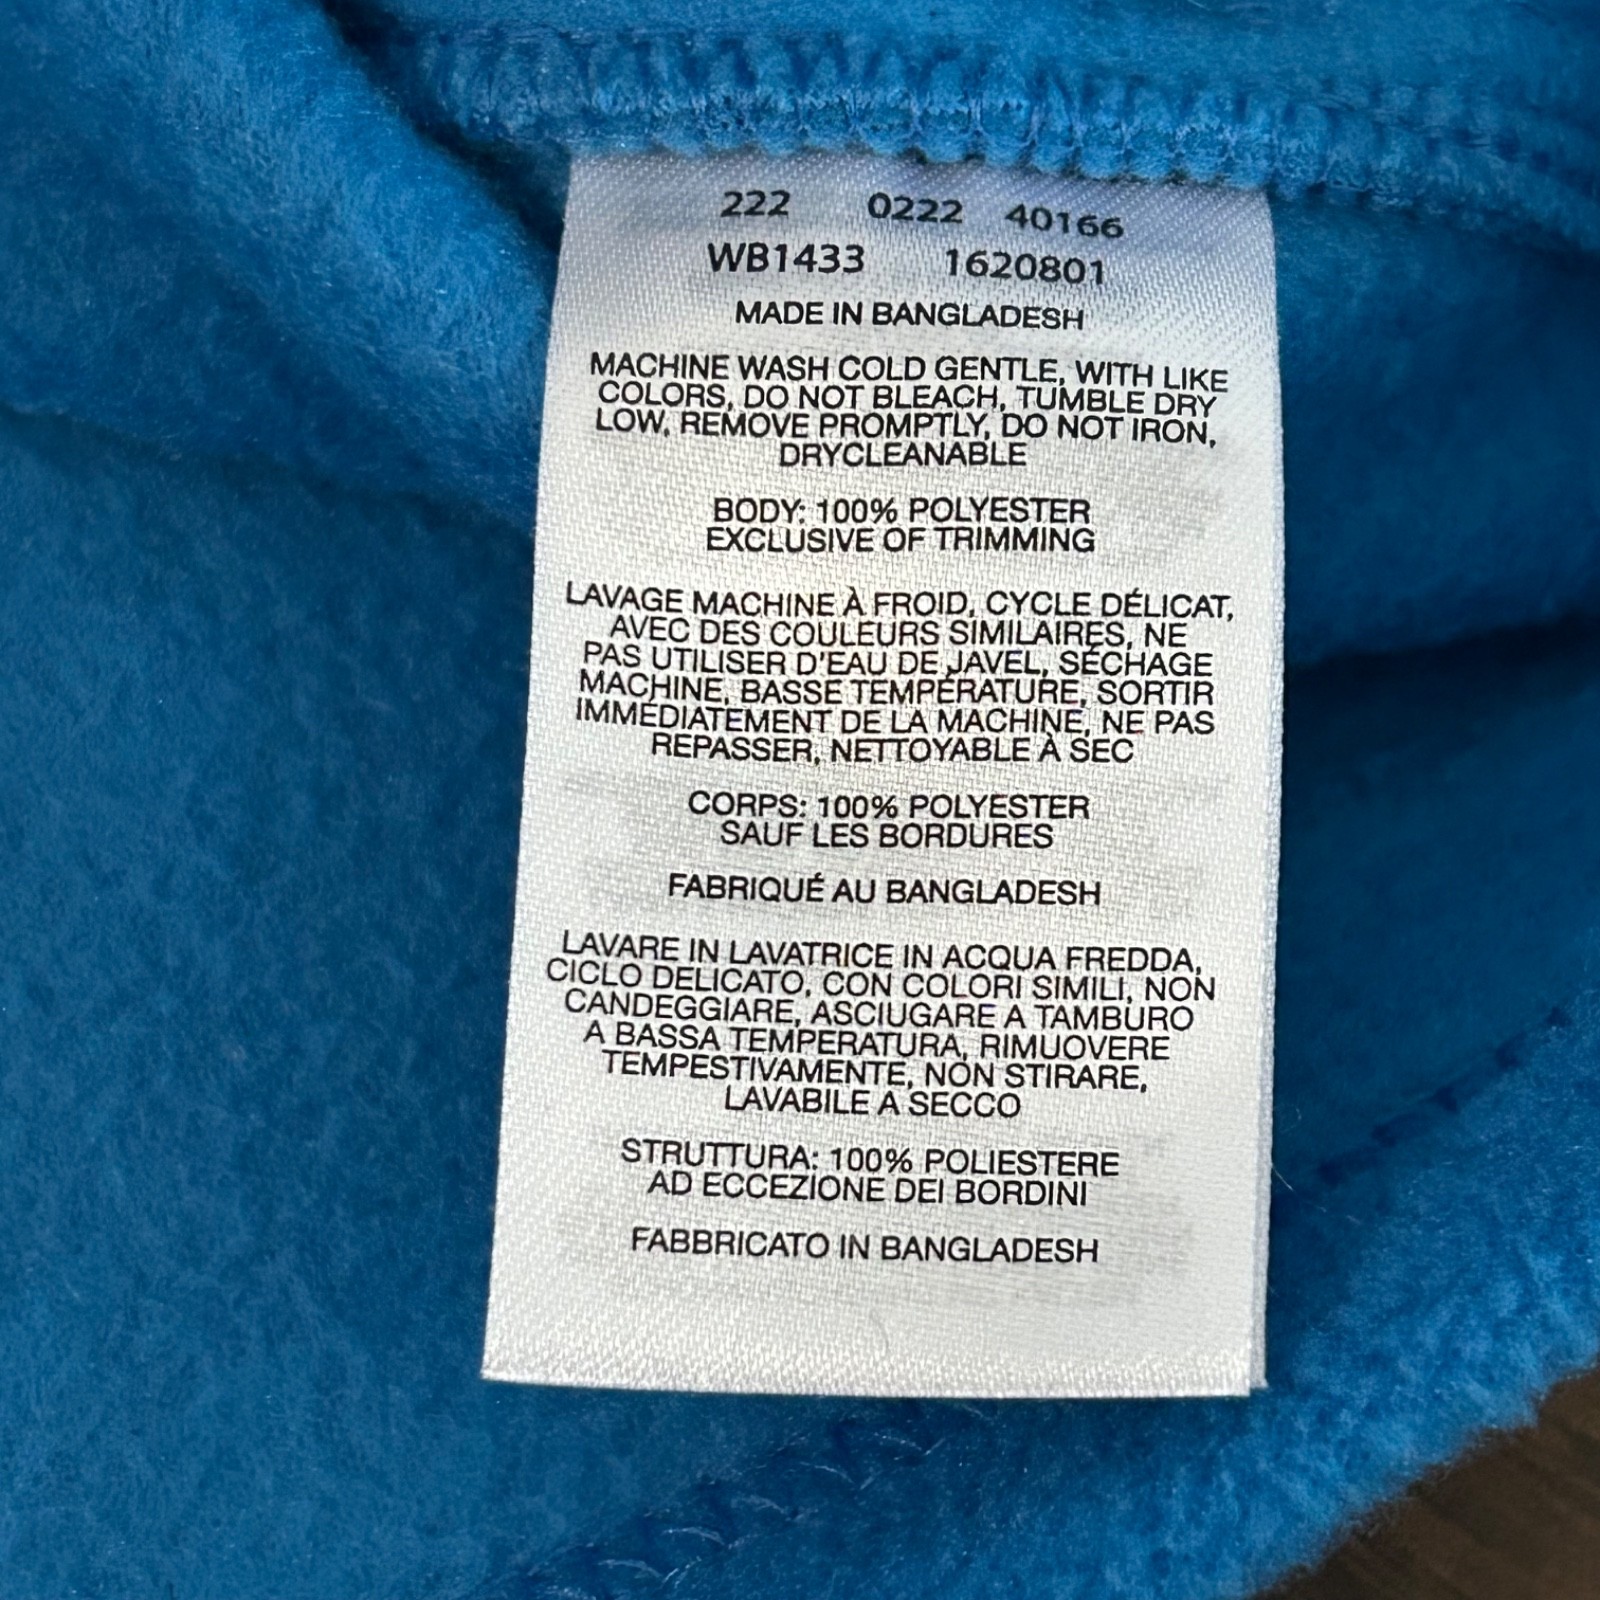 222 0222 40166
WB1433 1620801
MADE IN BANGLADESH
MACHINE WASH COLD GENTLE, WITH LIKE
COLORS, DO NOT BLEACH, TUMBLE DRY
LOW, REMOVE PROMPTLY, DO NOT IRON,
DRYCLEANABLE
BODY: 100% POLYESTER
EXCLUSIVE OF TRIMMING
LAVAGE MACHINE À FROID, CYCLE DÉLICAT,
AVEC DES COULEURS SIMILAIRES, NE
PAS UTILISER D'EAU DE JAVEL, SÉCHAGE
MACHINE, BASSE TEMPÉRATURE, SORTIR
IMMÉDIATEMENT DE LA MACHINE, NE PAS
REPASSER, NETTOYABLE À SEC
CORPS: 100% POLYESTER
SAUF LES BORDURES
FABRIQUÉ AU BANGLADESH
LAVARE IN LAVATRICE IN ACQUA FREDDA,
CICLO DELICATO, CON COLORI SIMILI, NON
CANDEGGIARE, ASCIUGARE A TAMBURO
A BASSA TEMPERATURA, RIMUOVERE
TEMPESTIVAMENTE, NON STIRARE,
LAVABILE A SECCO
STRUTTURA: 100% POLIESTERE
AD ECCEZIONE DEI BORDINI
FABBRICATO IN BANGLADESH